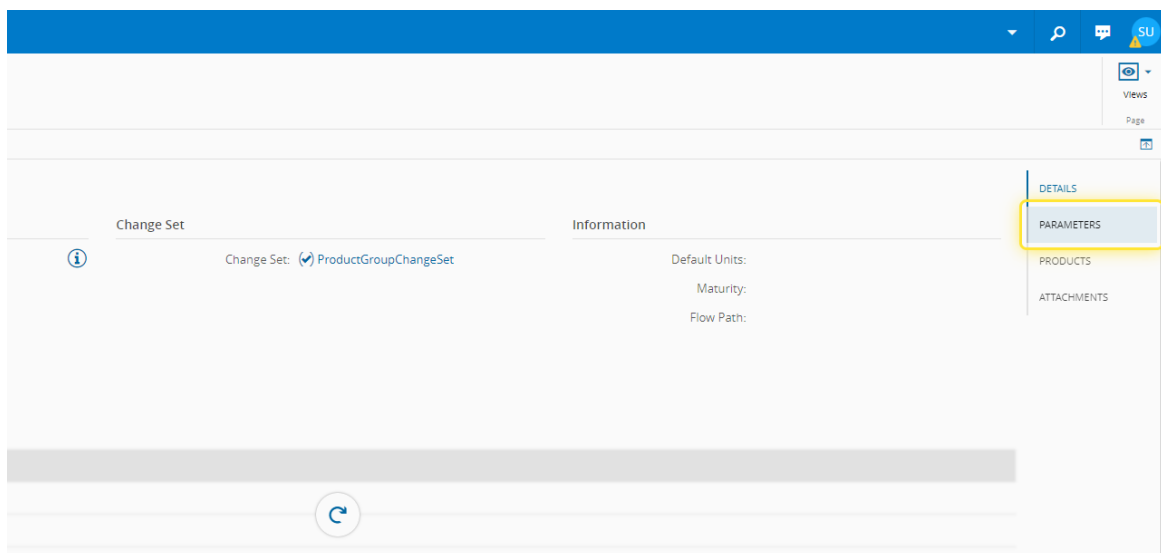 SU
Views
Page
DETAILS
Change Set
Information
PARAMETERS
Change Set: ProductGroupChangeSet
Default Units:
PRODUCTS
Maturity:
ATTACHMENTS
Flow Path: